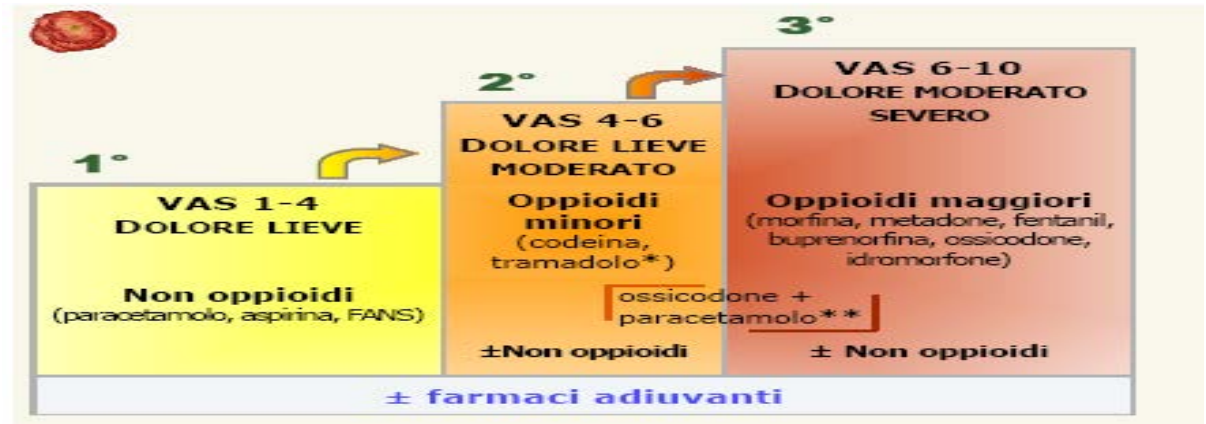 1°
VAS 1-4
DOLORE LIEVE
Non oppioidi
(paracetamolo, aspirina, FANS)
2°
VAS 4-6
DOLORE LIEVE
MODERATO
Oppioidi
minori
(codeina,
tramadolo*)
ossicodone +
paracetamolo**
±Non oppioidi
3°
VAS 6-10
DOLORE MODERATO
SEVERO
Oppioidi maggiori
(morfina, metadone, fentanil,
buprenorfina, ossicodone,
idromorfone)
± Non oppioidi
± farmaci adiuvanti